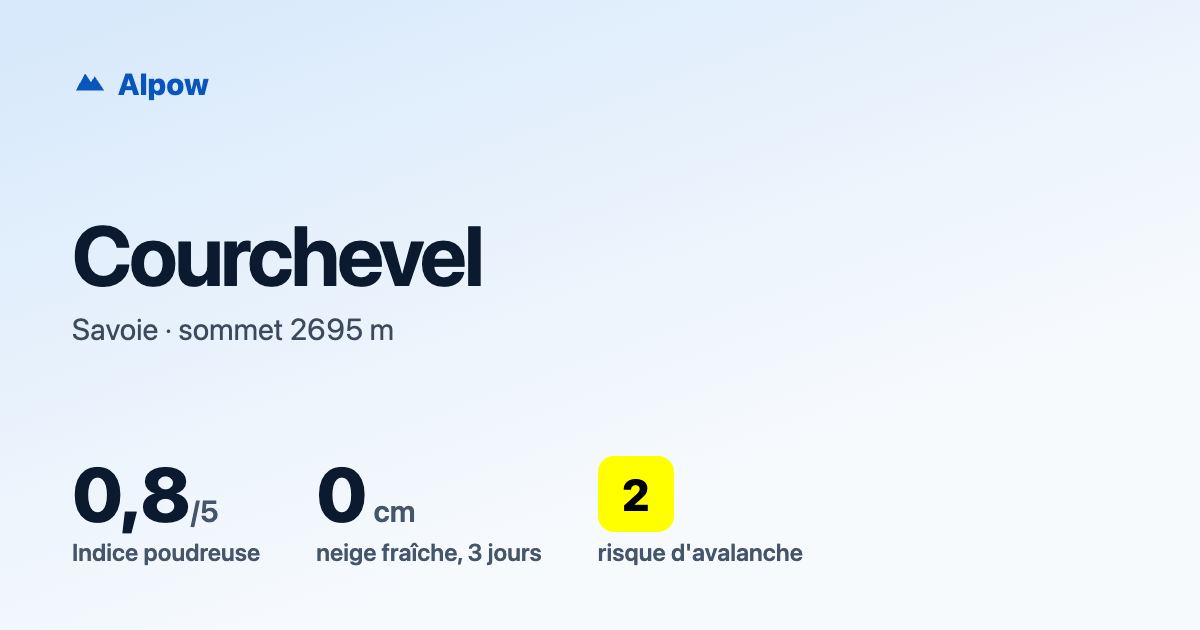 Alpow
Courchevel
Savoie · sommet 2695 m
0,8/5
Indice poudreuse
0 cm
neige fraîche, 3 jours
2
risque d'avalanche